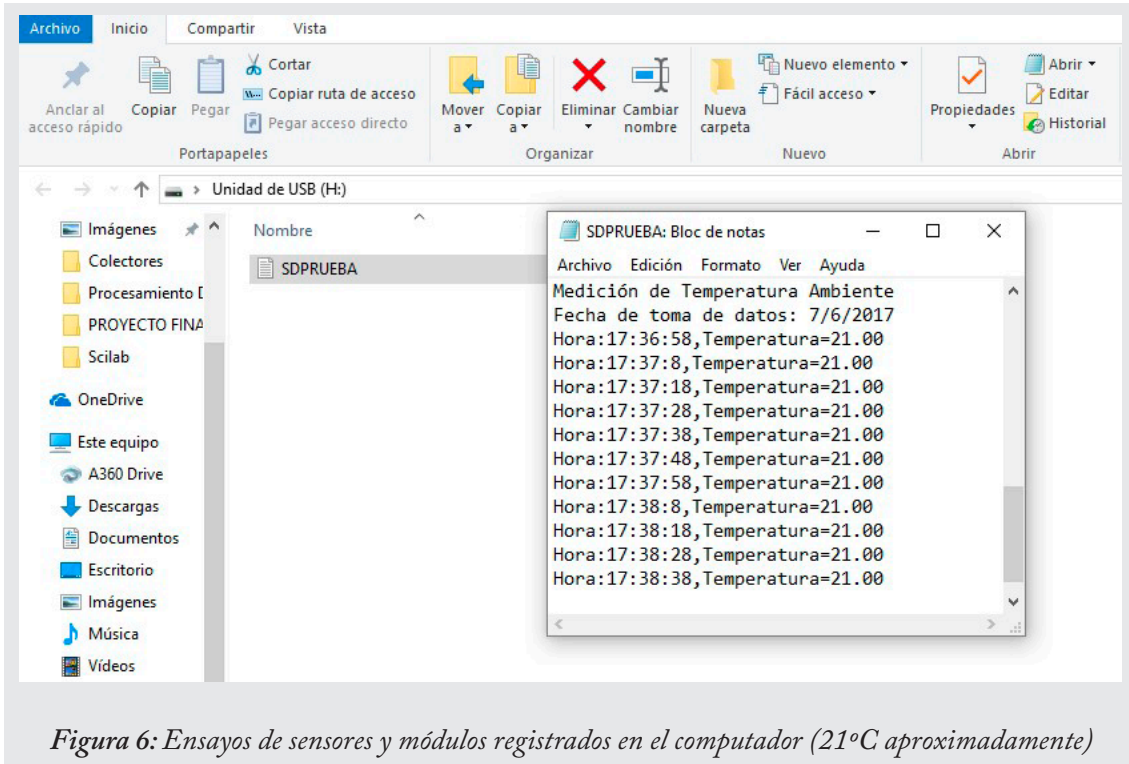 Archivo Inicio Compartir Vista
Anclar al acceso rápido
Copiar
Pegar
Cortar
Copiar ruta de acceso
Pegar acceso directo
Portapapeles
Mover a
Copiar a
Eliminar
Cambiar nombre
Organizar
Nueva carpeta
Nuevo elemento
Fácil acceso
Nuevo
Propiedades
Abrir
Editar
Historial
Abrir
Unidad de USB (H:)
Imágenes
Colectores
Procesamiento D
PROYECTO FINA
Scilab
OneDrive
Este equipo
A360 Drive
Descargas
Documentos
Escritorio
Imágenes
Música
Vídeos
Nombre
SDPRUEBA
SDPRUEBA: Bloc de notas
Archivo Edición Formato Ver Ayuda
Medición de Temperatura Ambiente
Fecha de toma de datos: 7/6/2017
Hora:17:36:58,Temperatura=21.00
Hora:17:37:8,Temperatura=21.00
Hora:17:37:18,Temperatura=21.00
Hora:17:37:28,Temperatura=21.00
Hora:17:37:38,Temperatura=21.00
Hora:17:37:48,Temperatura=21.00
Hora:17:37:58,Temperatura=21.00
Hora:17:38:8,Temperatura=21.00
Hora:17:38:18,Temperatura=21.00
Hora:17:38:28,Temperatura=21.00
Hora:17:38:38,Temperatura=21.00
Figura 6: Ensayos de sensores y módulos registrados en el computador (21ºC aproximadamente)